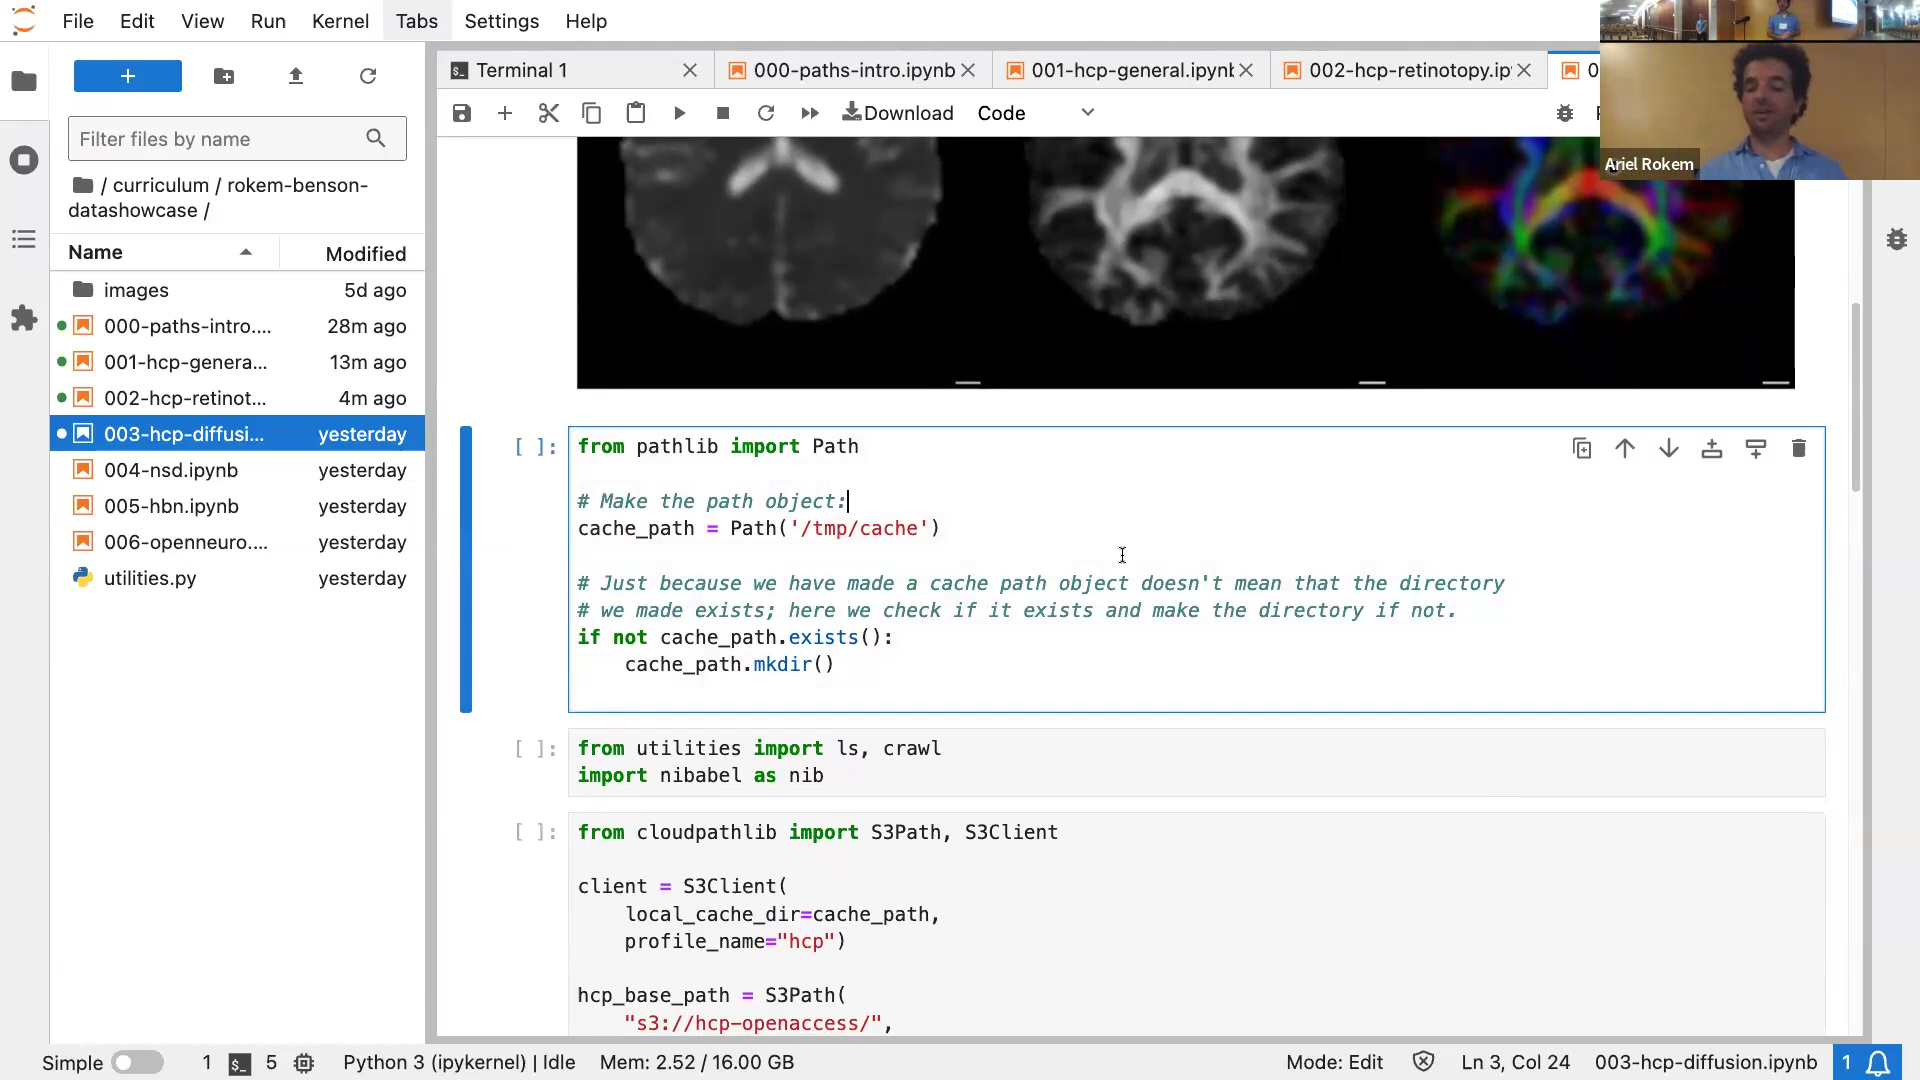 File Edit View Run Kernel Tabs Settings Help
Terminal 1
000-paths-intro.ipynb
001-hcp-general.ipynb
002-hcp-retinotopy.ip
0
Download Code
Ariel Rokem
Filter files by name
/ curriculum / rokem-benson-
datashowcase /
Name Modified
images 5d ago
000-paths-intro.... 28m ago
001-hcp-genera... 13m ago
002-hcp-retinot... 4m ago
003-hcp-diffusi... yesterday
004-nsd.ipynb yesterday
005-hbn.ipynb yesterday
006-openneuro.... yesterday
utilities.py yesterday
[ ]: from pathlib import Path
# Make the path object:
cache_path = Path('/tmp/cache')
# Just because we have made a cache path object doesn't mean that the directory
# we made exists; here we check if it exists and make the directory if not.
if not cache_path.exists():
    cache_path.mkdir()
[ ]: from utilities import ls, crawl
import nibabel as nib
[ ]: from cloudpathlib import S3Path, S3Client
client = S3Client(
    local_cache_dir=cache_path,
    profile_name="hcp")
hcp_base_path = S3Path(
    "s3://hcp-openaccess/",
Simple 1 5 Python 3 (ipykernel) | Idle Mem: 2.52 / 16.00 GB Mode: Edit Ln 3, Col 24 003-hcp-diffusion.ipynb 1